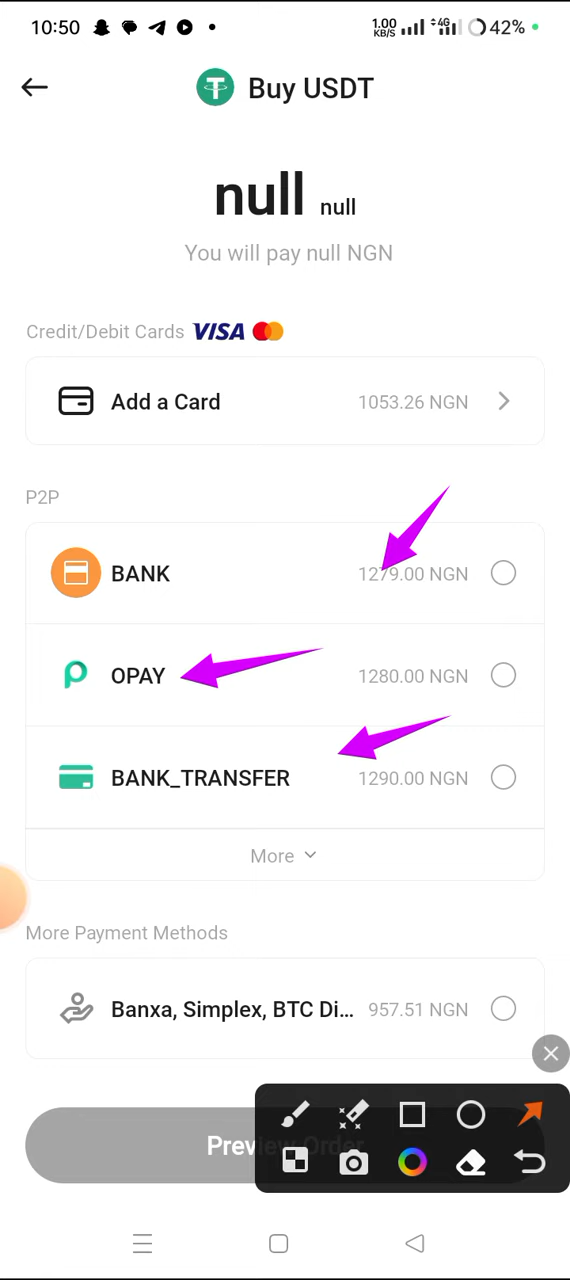 10:50
1.00 KB/S 4G 42%
Buy USDT
null null
You will pay null NGN
Credit/Debit Cards VISA
Add a Card 1053.26 NGN
P2P
BANK 1279.00 NGN
OPAY 1280.00 NGN
BANK_TRANSFER 1290.00 NGN
More
More Payment Methods
Banxa, Simplex, BTC Di... 957.51 NGN
Preview Order